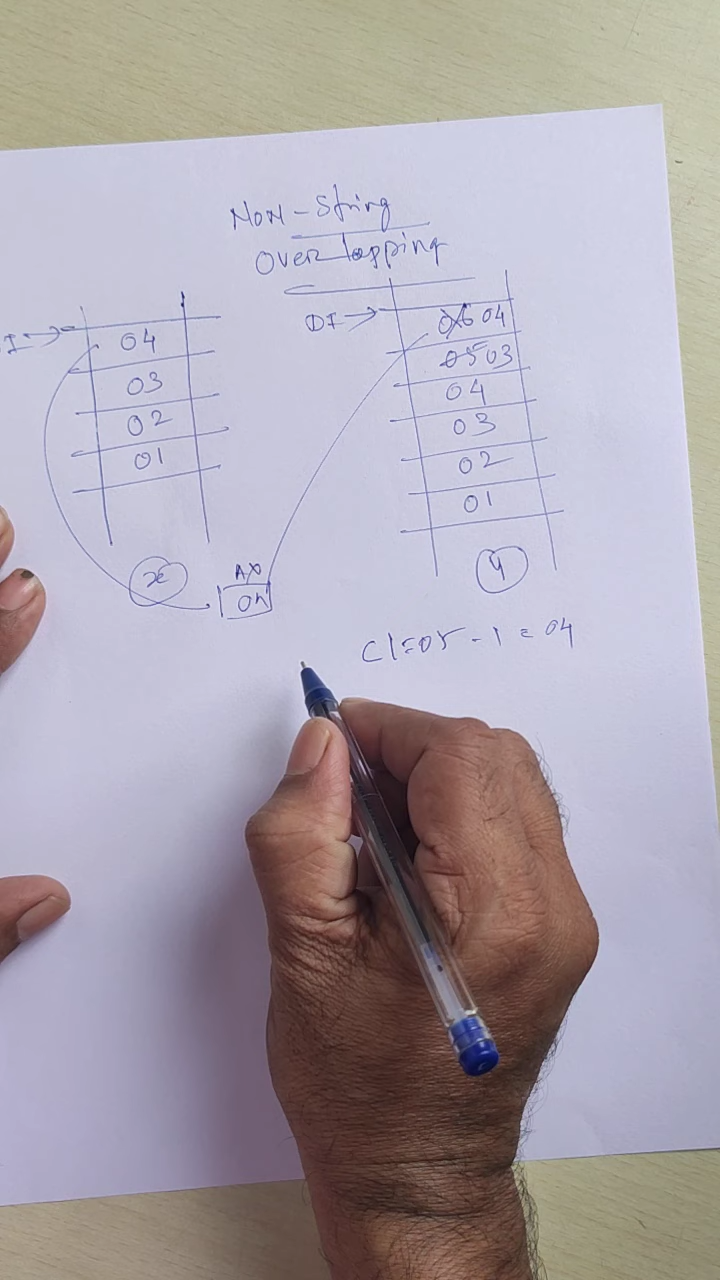 Non-String
Overlapping
I→
04
03
02
01
x
AX
04
DI→
06 04
05 03
04
03
02
01
y
Cl=05-1=04